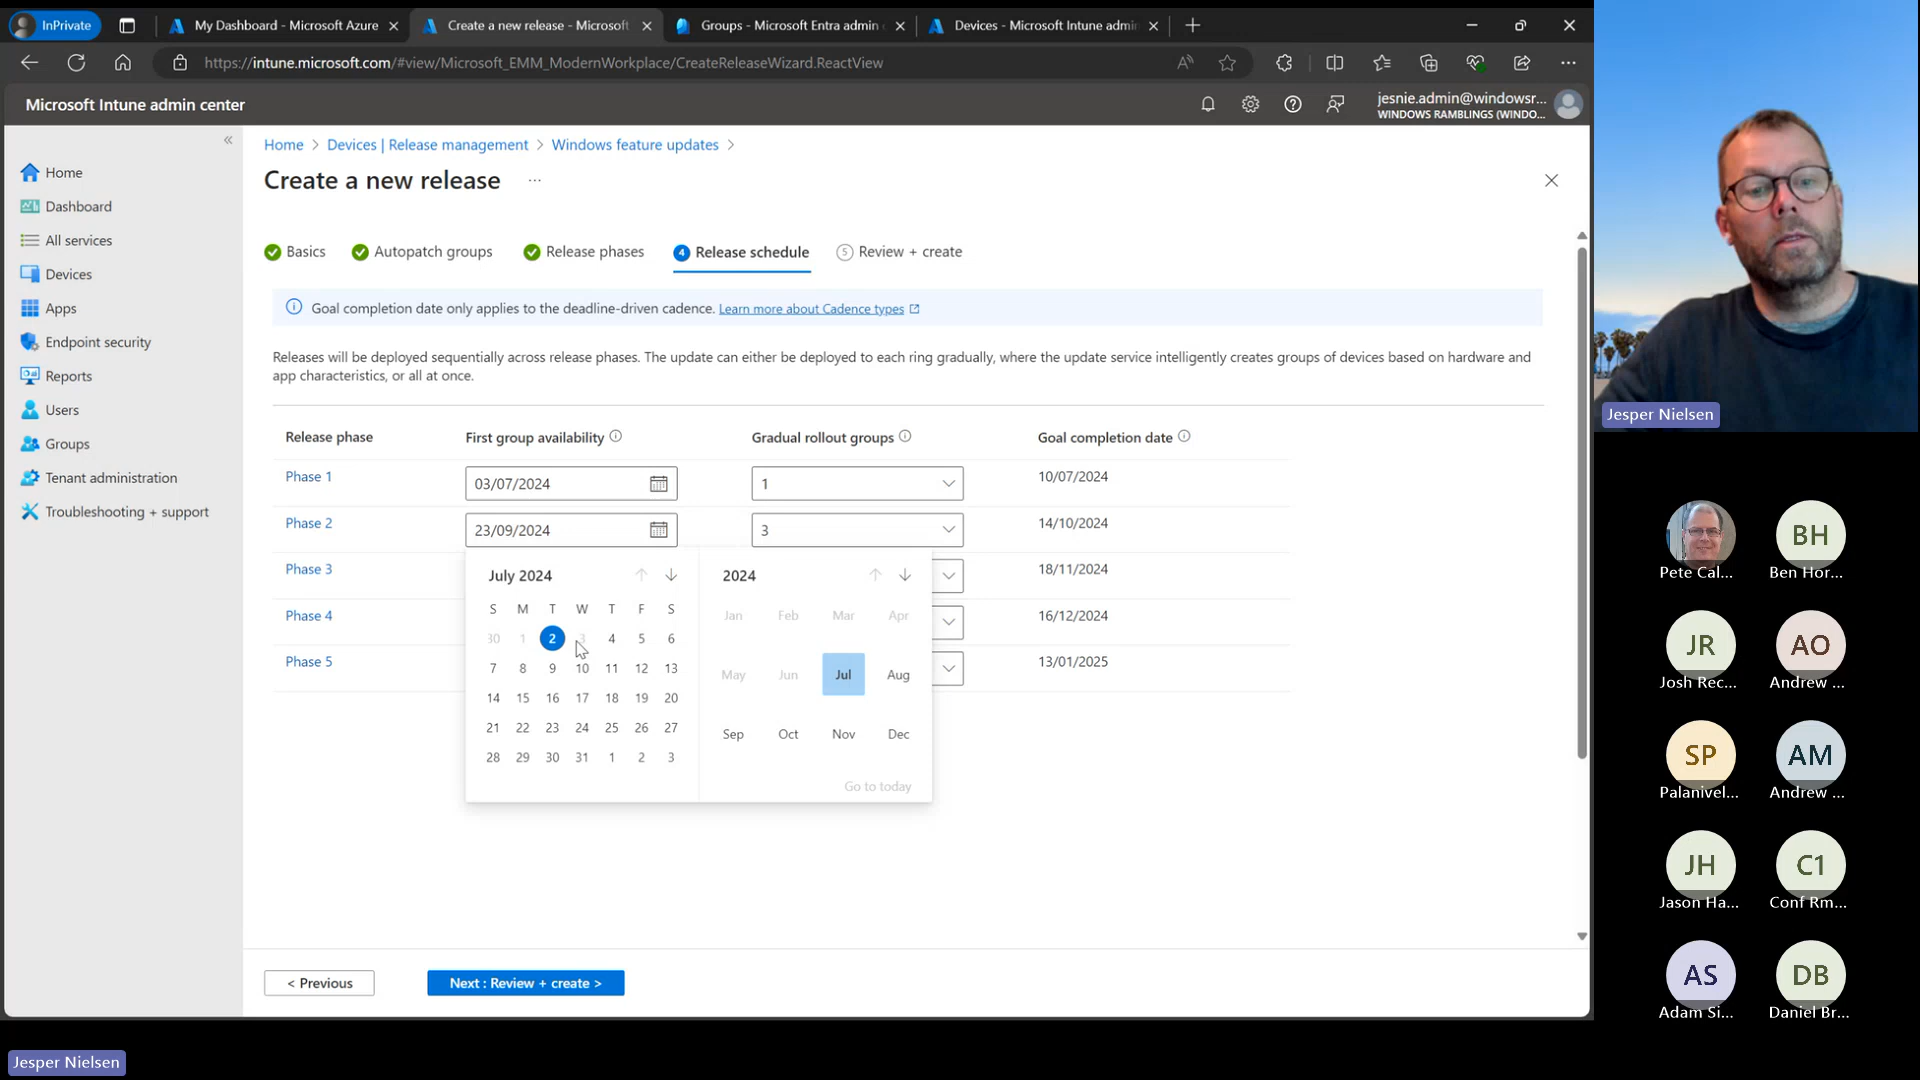 InPrivate
My Dashboard - Microsoft Azure
Create a new release - Microsoft
Groups - Microsoft Entra admin
Devices - Microsoft Intune admin
https://intune.microsoft.com/#view/Microsoft_EMM_ModernWorkplace/CreateReleaseWizard.ReactView
Microsoft Intune admin center
jesnie.admin@windowsr...
WINDOWS RAMBLINGS (WINDO...
Home
Dashboard
All services
Devices
Apps
Endpoint security
Reports
Users
Groups
Tenant administration
Troubleshooting + support
Home > Devices | Release management > Windows feature updates >
Create a new release ...
Basics
Autopatch groups
Release phases
4 Release schedule
5 Review + create
Goal completion date only applies to the deadline-driven cadence. Learn more about Cadence types
Releases will be deployed sequentially across release phases. The update can either be deployed to each ring gradually, where the update service intelligently creates groups of devices based on hardware and
app characteristics, or all at once.
Release phase First group availability Gradual rollout groups Goal completion date
Phase 1 03/07/2024 1 10/07/2024
Phase 2 23/09/2024 3 14/10/2024
Phase 3 18/11/2024
Phase 4 16/12/2024
Phase 5 13/01/2025
July 2024
S M T W T F S
30 1 2 3 4 5 6
7 8 9 10 11 12 13
14 15 16 17 18 19 20
21 22 23 24 25 26 27
28 29 30 31 1 2 3
2024
Jan Feb Mar Apr
May Jun Jul Aug
Sep Oct Nov Dec
Go to today
< Previous
Next : Review + create >
Jesper Nielsen
Pete Cal...
BH
Ben Hor...
JR
Josh Rec...
AO
Andrew ...
SP
Palanivel...
AM
Andrew ...
JH
Jason Ha...
C1
Conf Rm...
AS
Adam Si...
DB
Daniel Br...
Jesper Nielsen